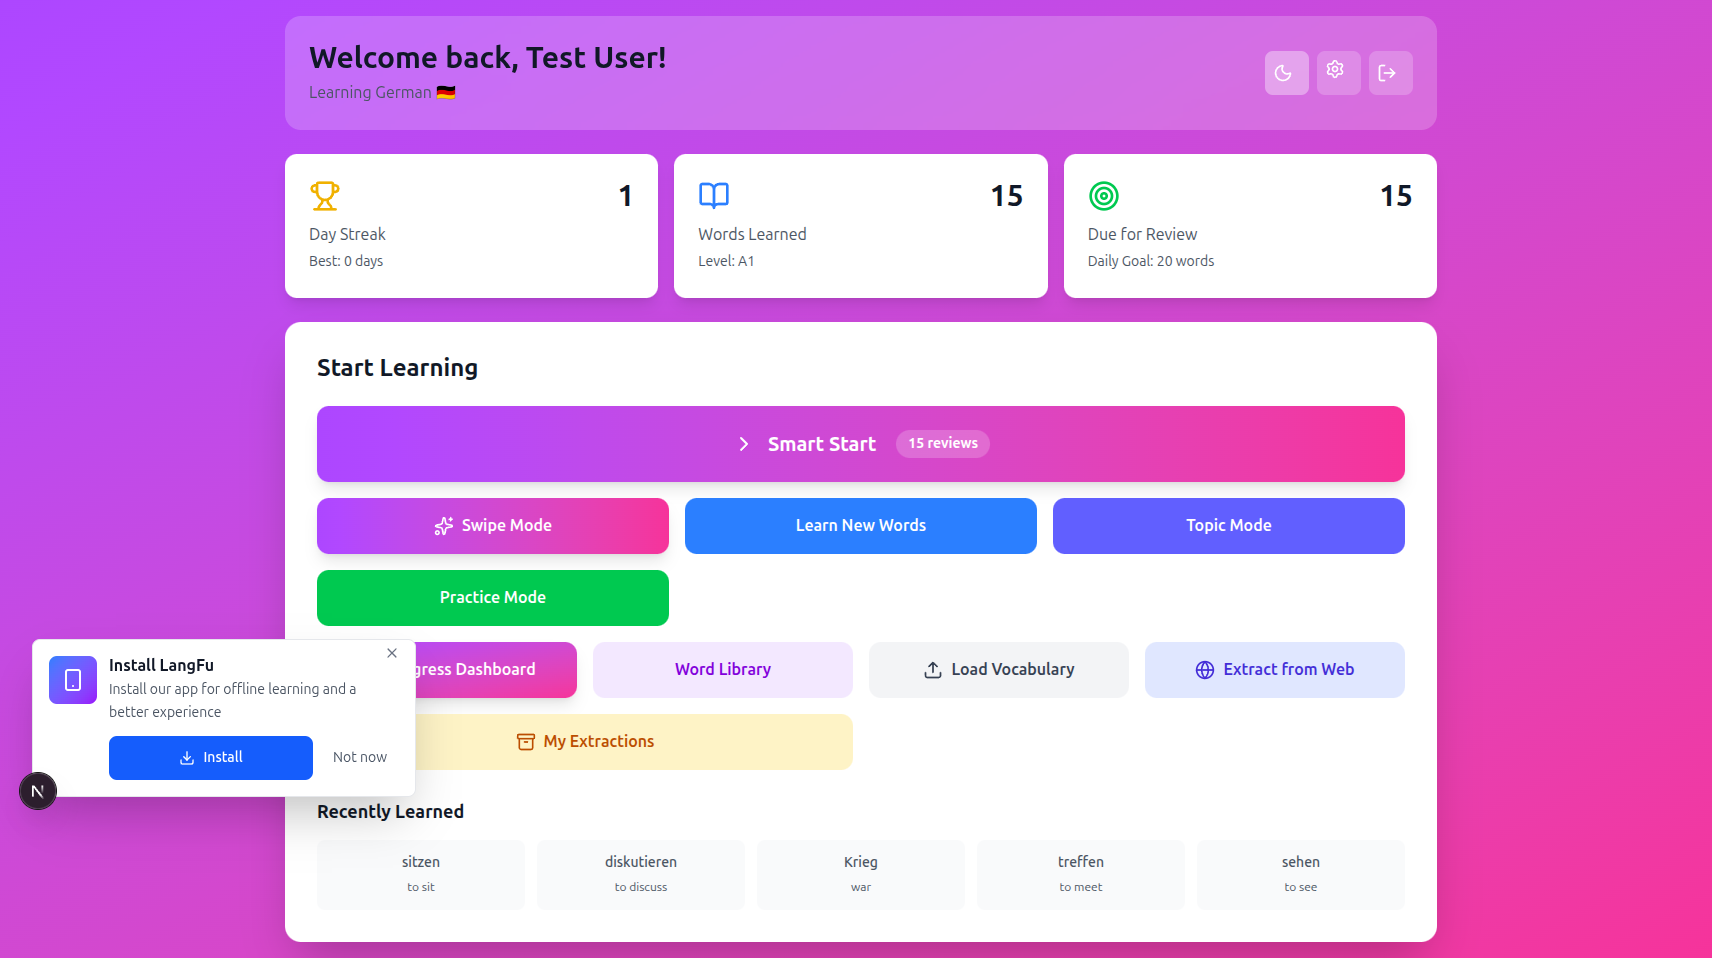 Welcome back, Test User!
Learning German 🇩🇪
1
Day Streak
Best: 0 days
15
Words Learned
Level: A1
15
Due for Review
Daily Goal: 20 words
Start Learning
Smart Start 15 reviews
Swipe Mode
Learn New Words
Topic Mode
Practice Mode
gress Dashboard
Word Library
Load Vocabulary
Extract from Web
My Extractions
Install LangFu
Install our app for offline learning and a
better experience
Install
Not now
N
Recently Learned
sitzen
to sit
diskutieren
to discuss
Krieg
war
treffen
to meet
sehen
to see